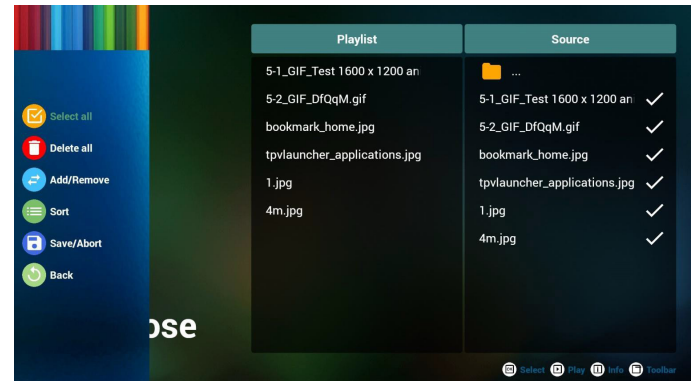 Select all
Delete all
Add/Remove
Sort
Save/Abort
Back
ose
Playlist
5-1_GIF_Test 1600 x 1200 an
5-2_GIF_DfQqM.gif
bookmark_home.jpg
tpvlauncher_applications.jpg
1.jpg
4m.jpg
Source
...
5-1_GIF_Test 1600 x 1200 an
5-2_GIF_DfQqM.gif
bookmark_home.jpg
tpvlauncher_applications.jpg
1.jpg
4m.jpg
Select Play Info Toolbar